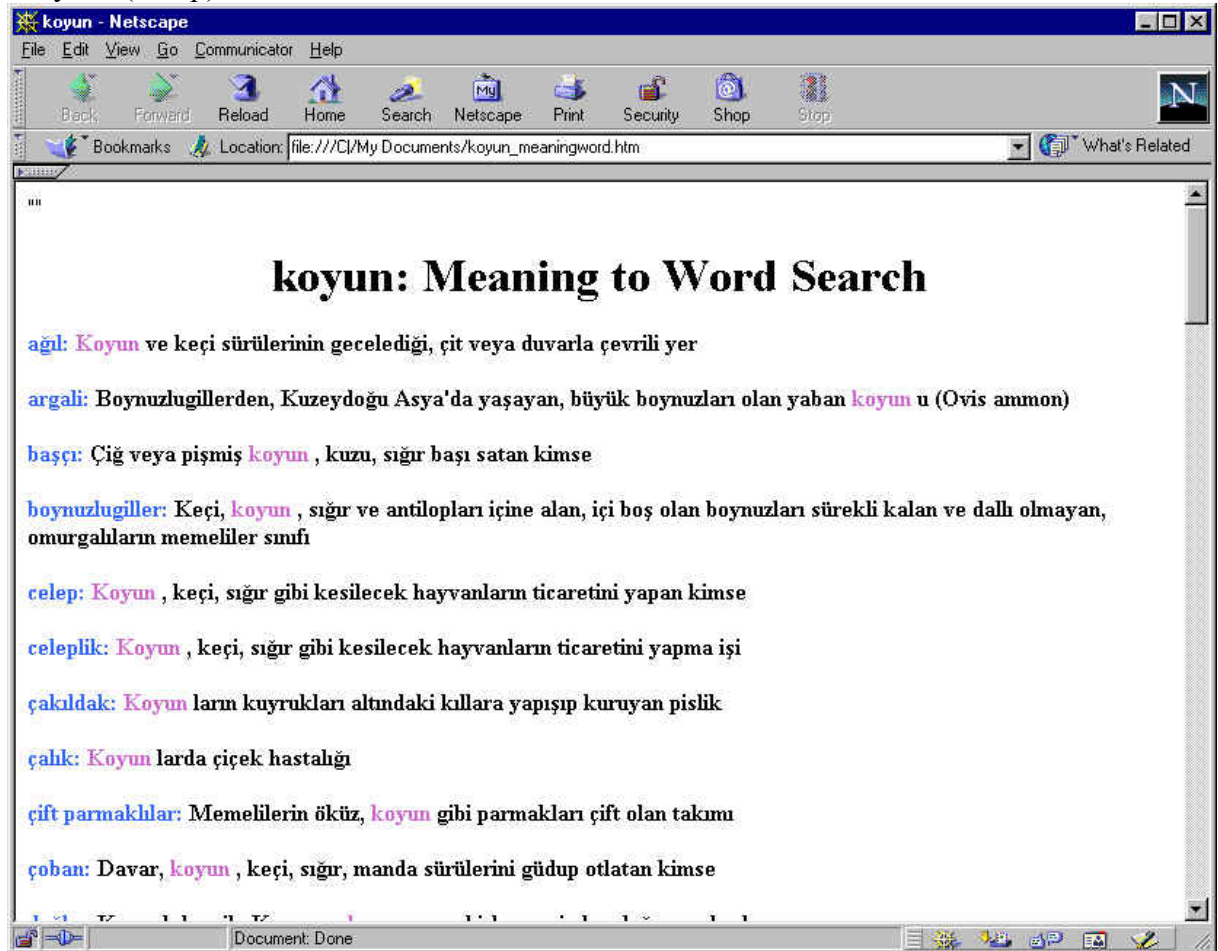 koyun - Netscape
File Edit View Go Communicator Help
My
N
Back Forward Reload Home Search Netscape Print Security Shop Stop
Bookmarks Location: file:///C|/My Documents/koyun_meaningword.htm What's Related
""
koyun: Meaning to Word Search
ağıl: Koyun ve keçi sürülerinin gecelediği, çit veya duvarla çevrili yer
argali: Boynuzlugillerden, Kuzeydoğu Asya'da yaşayan, büyük boynuzları olan yaban koyun u (Ovis ammon)
başçı: Çiğ veya pişmiş koyun , kuzu, sığır başı satan kimse
boynuzlugiller: Keçi, koyun , sığır ve antilopları içine alan, içi boş olan boynuzları sürekli kalan ve dallı olmayan,
omurgalıların memeliler sınıfı
celep: Koyun , keçi, sığır gibi kesilecek hayvanların ticaretini yapan kimse
celeplik: Koyun , keçi, sığır gibi kesilecek hayvanların ticaretini yapma işi
çakıldak: Koyun ların kuyrukları altındaki kıllara yapışıp kuruyan pislik
çalık: Koyun larda çiçek hastalığı
çift parmaklılar: Memelilerin öküz, koyun gibi parmakları çift olan takımı
çoban: Davar, koyun , keçi, sığır, manda sürülerini güdup otlatan kimse
Document: Done